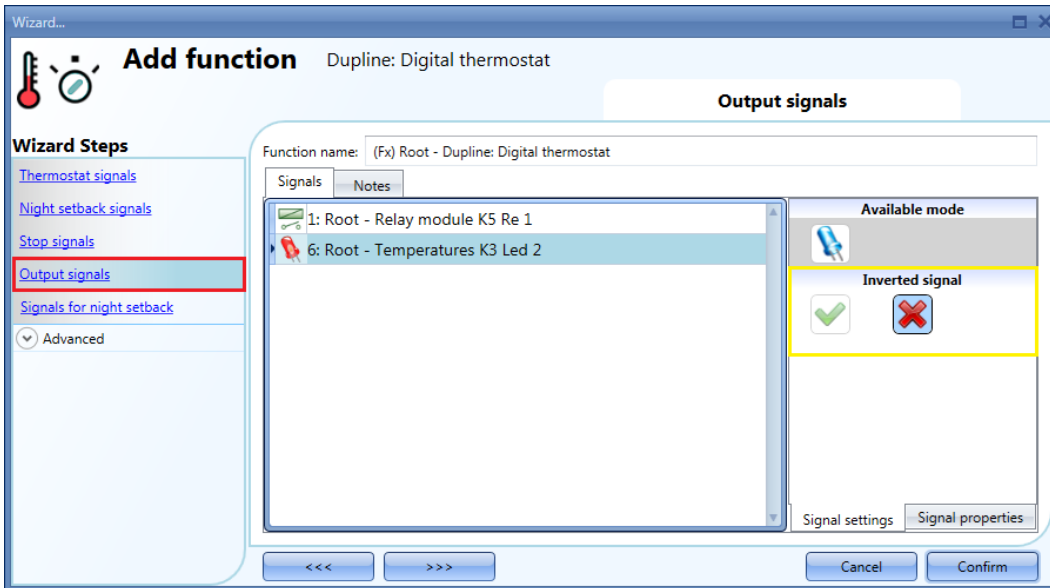 Wizard...
Add function Dupline: Digital thermostat
Output signals
Wizard Steps
Thermostat signals
Night setback signals
Stop signals
Output signals
Signals for night setback
Advanced
Function name: (Fx) Root - Dupline: Digital thermostat
Signals Notes
1: Root - Relay module K5 Re 1
6: Root - Temperatures K3 Led 2
Available mode
Inverted signal
Signal settings Signal properties
<<< >>> Cancel Confirm